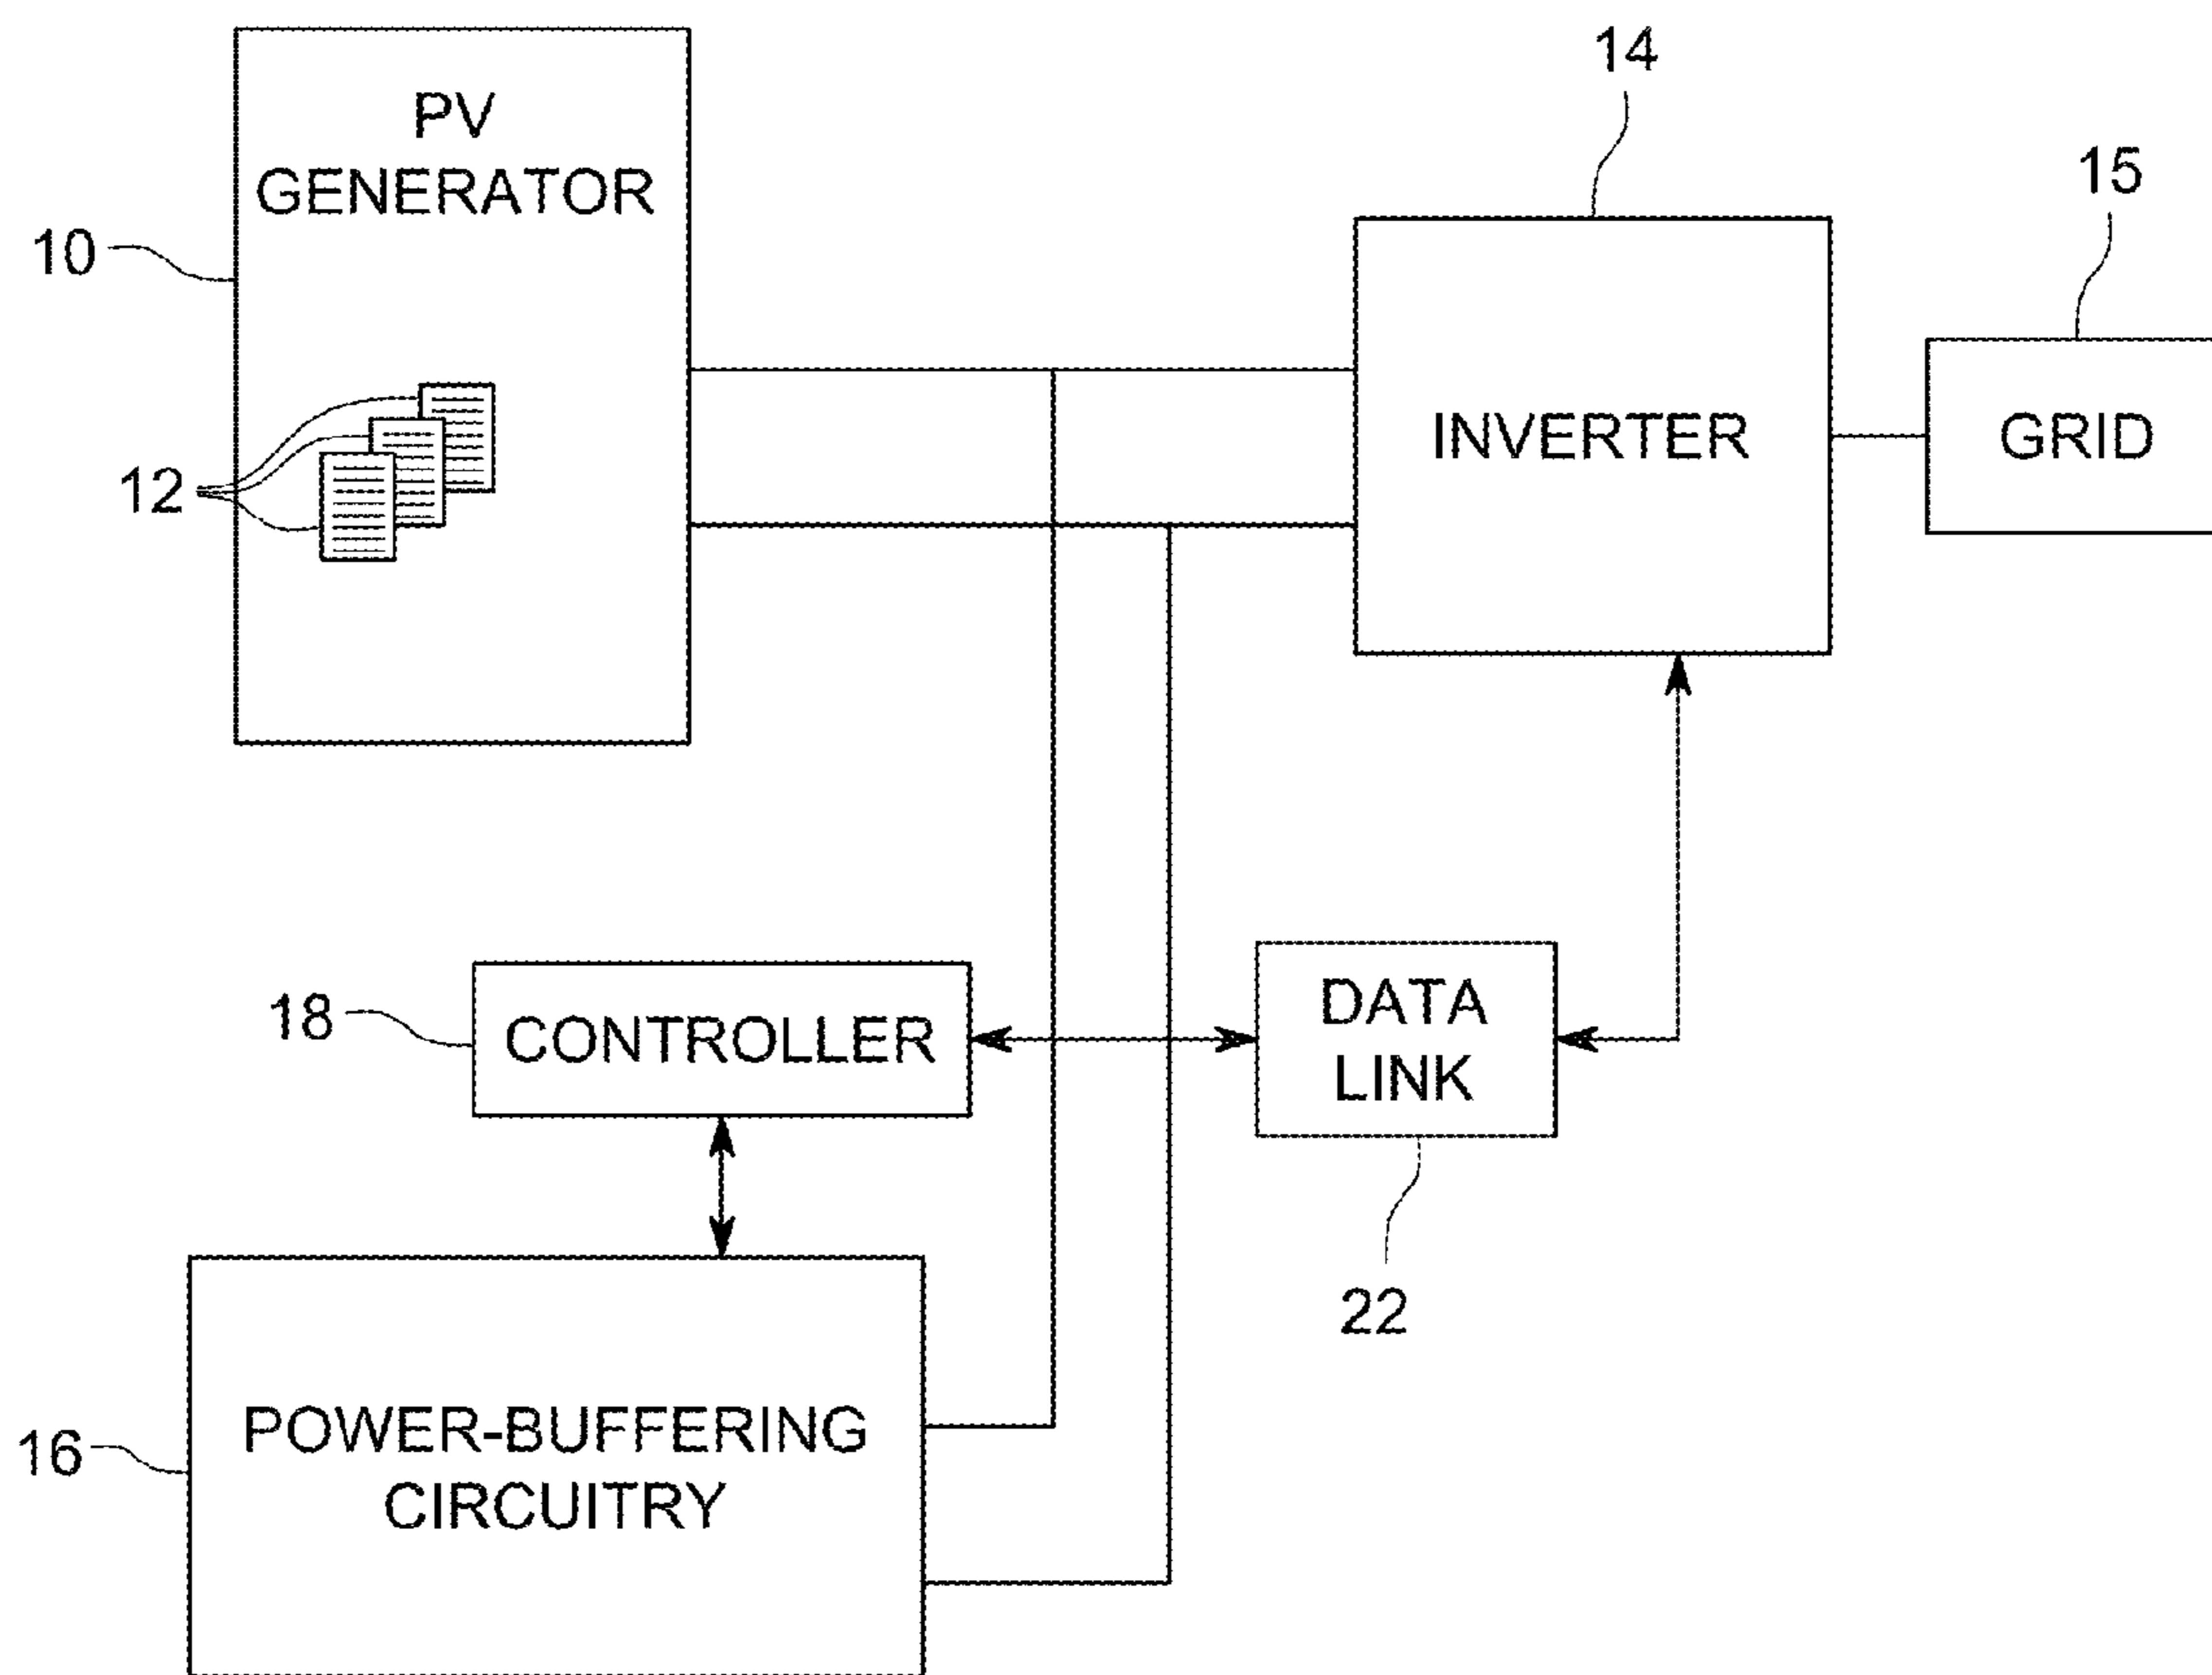 PV
GENERATOR
10
12
14
INVERTER
15
GRID
18
CONTROLLER
DATA
LINK
22
16
POWER-BUFFERING
CIRCUITRY